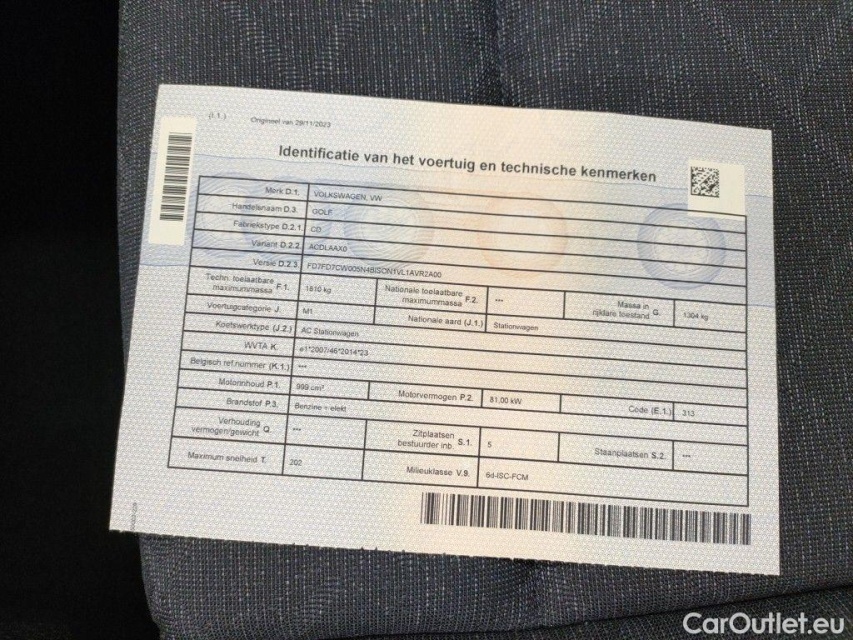 (I.1.) Origineel van 29/11/2023
Identificatie van het voertuig en technische kenmerken
Merk D.1. VOLKSWAGEN, VW
Handelsnaam D.3. GOLF
Fabriekstype D.2.1. CD
Variant D.2.2. ACDLAAX0
Versie D.2.3. FD7FD7CW005N4BISON1VL1AVR2A00
Techn. toelaatbare maximummassa F.1. 1810 kg Nationale toelaatbare maximummassa F.2. --- Massa in rijklare toestand G. 1304 kg
Voertuigcategorie J. M1 Nationale aard (J.1.) Stationwagen
Koetswerktype (J.2.) AC Stationwagen
WVTA K. e1*2007/46*2014*23
Belgisch ref.nummer (K.1.) ---
Motorinhoud P.1. 999 cm³ Motorvermogen P.2. 81,00 kW Code (E.1.) 313
Brandstof P.3. Benzine + elekt
Verhouding vermogen/gewicht Q. --- Zitplaatsen bestuurder inb. S.1. 5 Staanplaatsen S.2. ---
Maximum snelheid T. 202 Milieuklasse V.9. 6d-ISC-FCM
CarOutlet.eu